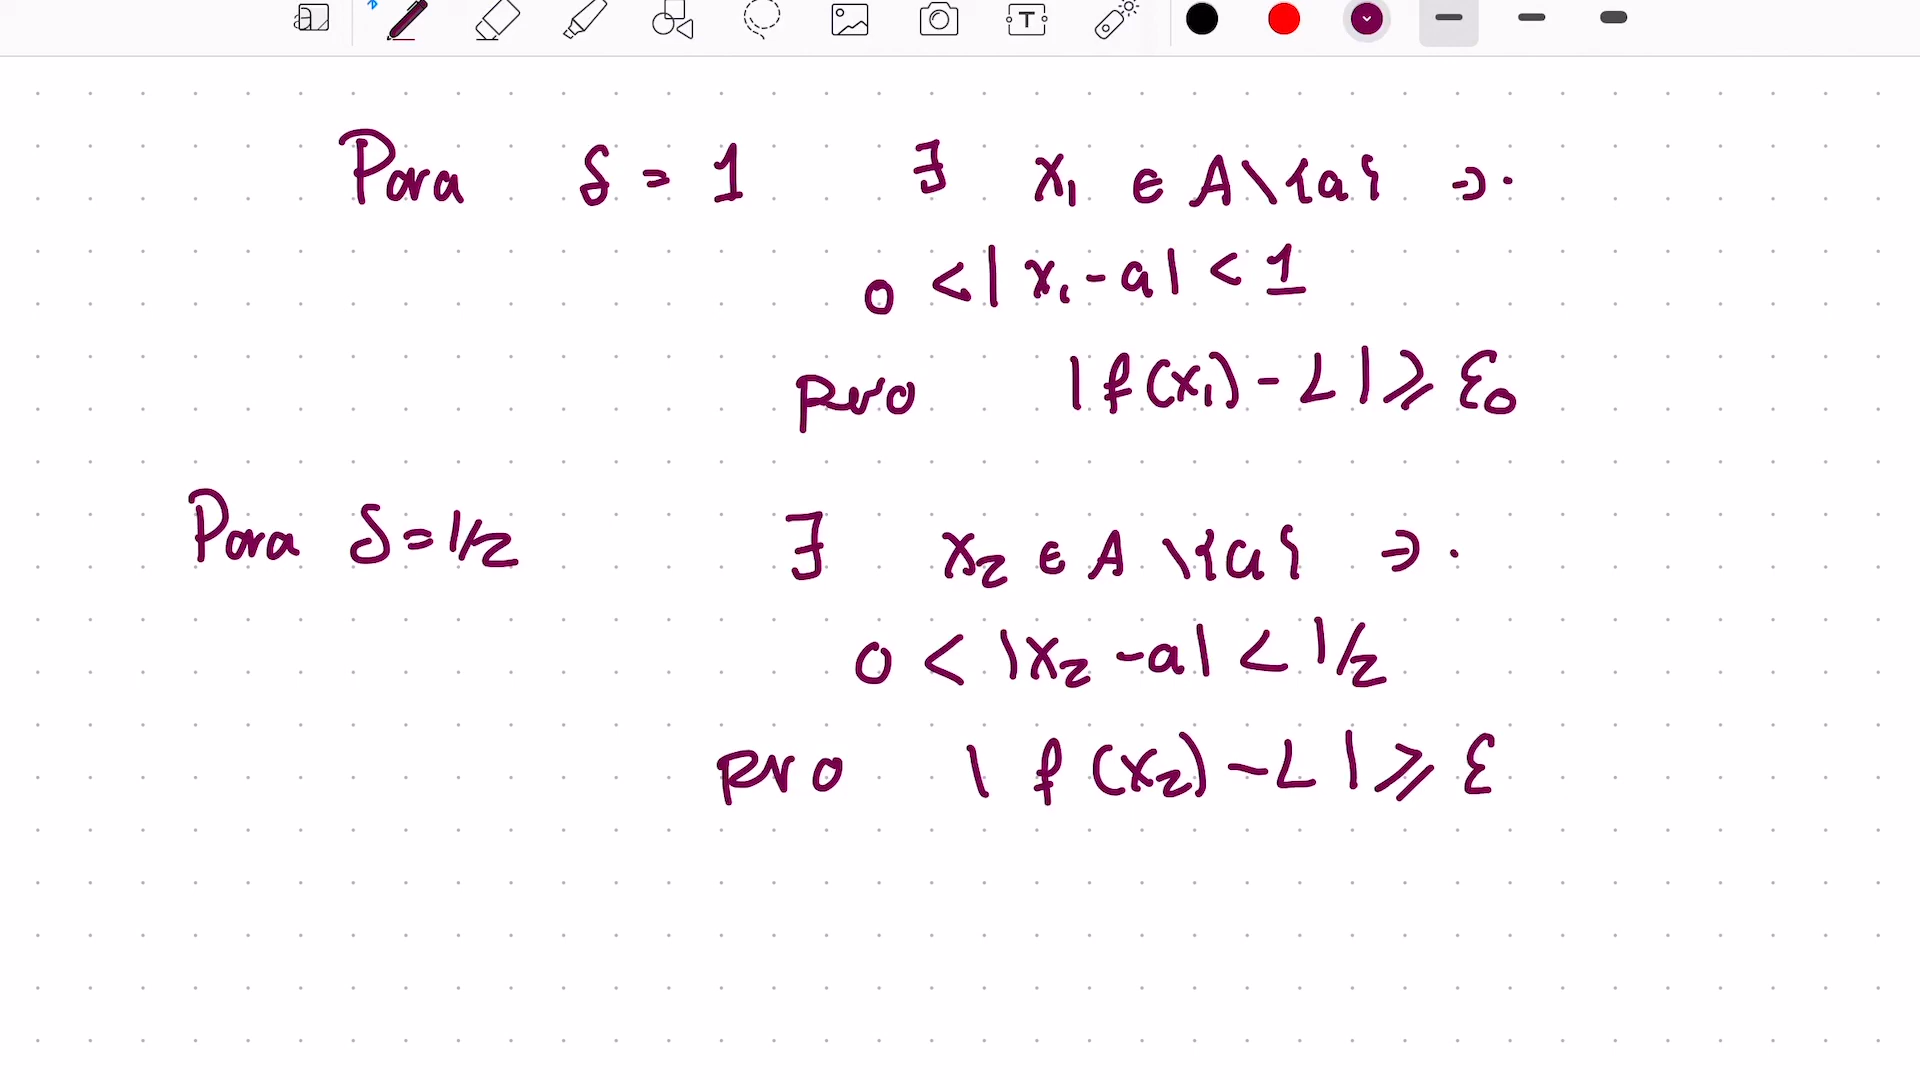 Para δ = 1 ∃ x₁ ∈ A\{a} ∋·
0 < |x₁ - a| < 1
pero |f(x₁) - L| ≥ ε₀
Para δ = 1/2 ∃ x₂ ∈ A\{a} ∋·
0 < |x₂ - a| < 1/2
pero |f(x₂) - L| ≥ ε